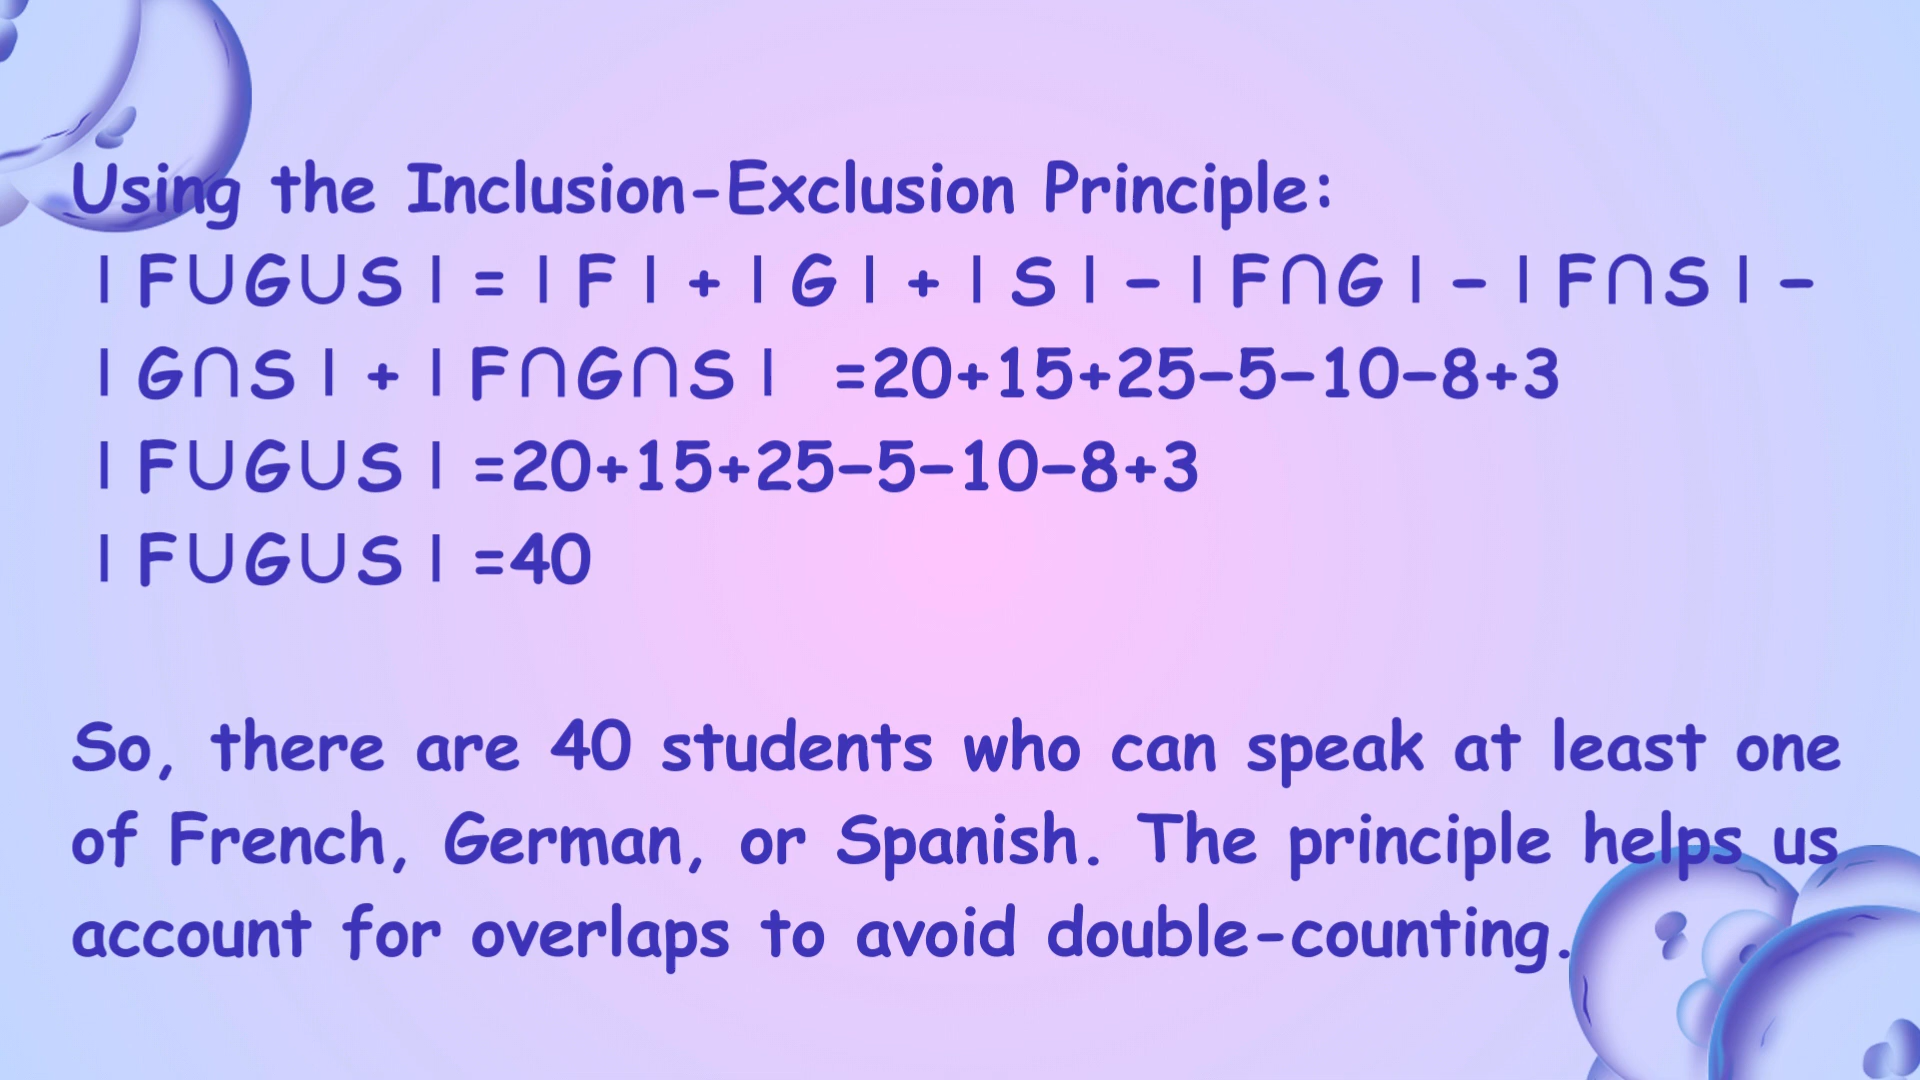 Using the Inclusion-Exclusion Principle:
∣F∪G∪S∣ = ∣F∣ + ∣G∣ + ∣S∣ − ∣F∩G∣ − ∣F∩S∣ −
∣G∩S∣ + ∣F∩G∩S∣ =20+15+25−5−10−8+3
∣F∪G∪S∣ =20+15+25−5−10−8+3
∣F∪G∪S∣ =40
So, there are 40 students who can speak at least one
of French, German, or Spanish. The principle helps us
account for overlaps to avoid double-counting.